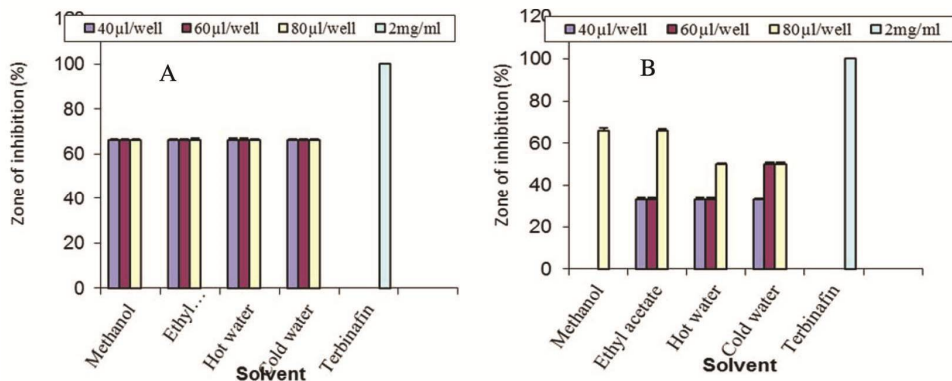 120
40µl/well 60µl/well 80µl/well 2mg/ml
A
100
80
60
40
20
0
Zone of inhibition (%)
Methanol
Ethyl...
Hot water
Cold water
Terbinafin
Solvent
120
40µl/well 60µl/well 80µl/well 2mg/ml
B
100
80
60
40
20
0
Zone of inhibition (%)
Methanol
Ethyl acetate
Hot water
Cold water
Terbinafin
Solvent